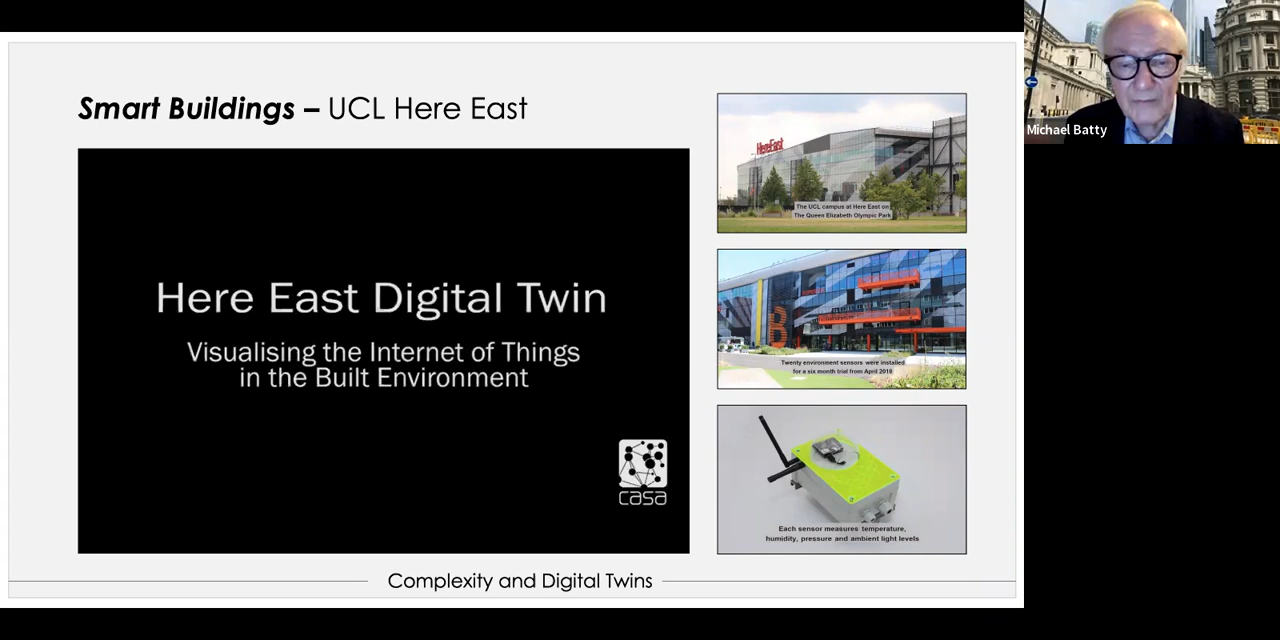 Smart Buildings – UCL Here East
Here East Digital Twin
Visualising the Internet of Things
in the Built Environment
casa
HereEast
The UCL campus at Here East on
The Queen Elizabeth Olympic Park
B
Twenty environment sensors were installed
for a six month trial from April 2018
Each sensor measures temperature,
humidity, pressure and ambient light levels
Complexity and Digital Twins
Michael Batty